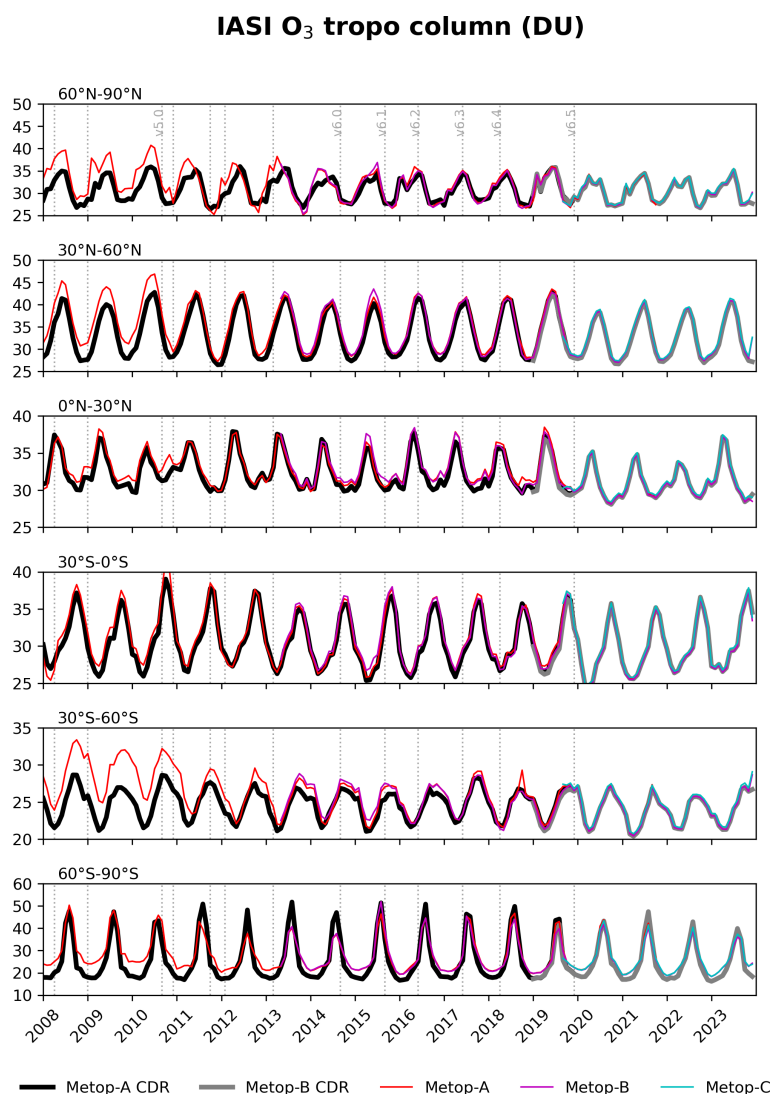 IASI O₃ tropo column (DU)
60°N-90°N
50
45
40
35
30
25
v5.0
v6.0
v6.1
v6.2
v6.3
v6.4
v6.5
30°N-60°N
50
45
40
35
30
25
0°N-30°N
40
35
30
25
30°S-0°S
40
35
30
25
30°S-60°S
35
30
25
20
60°S-90°S
60
50
40
30
20
10
2008 2009 2010 2011 2012 2013 2014 2015 2016 2017 2018 2019 2020 2021 2022 2023
Metop-A CDR Metop-B CDR Metop-A Metop-B Metop-C